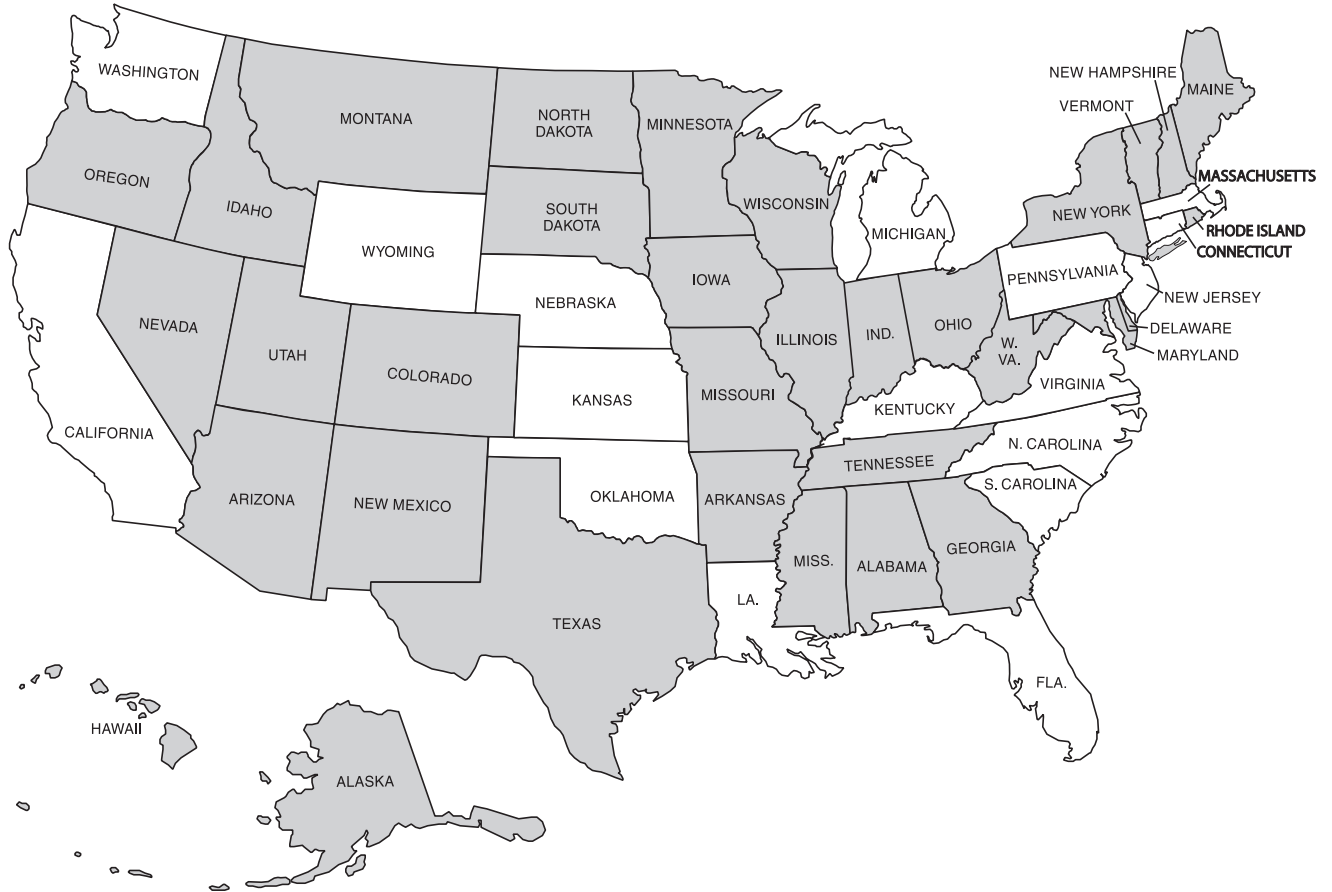 WASHINGTON
MONTANA
NORTH
DAKOTA
MINNESOTA
NEW HAMPSHIRE
VERMONT
MAINE
OREGON
IDAHO
WYOMING
SOUTH
DAKOTA
WISCONSIN
MICHIGAN
NEW YORK
MASSACHUSETTS
RHODE ISLAND
CONNECTICUT
NEVADA
UTAH
COLORADO
NEBRASKA
IOWA
ILLINOIS
IND.
OHIO
PENNSYLVANIA
NEW JERSEY
DELAWARE
MARYLAND
W.
VA.
VIRGINIA
CALIFORNIA
KANSAS
MISSOURI
KENTUCKY
N. CAROLINA
TENNESSEE
S. CAROLINA
ARIZONA
NEW MEXICO
OKLAHOMA
ARKANSAS
MISS.
ALABAMA
GEORGIA
TEXAS
LA.
FLA.
HAWAII
ALASKA